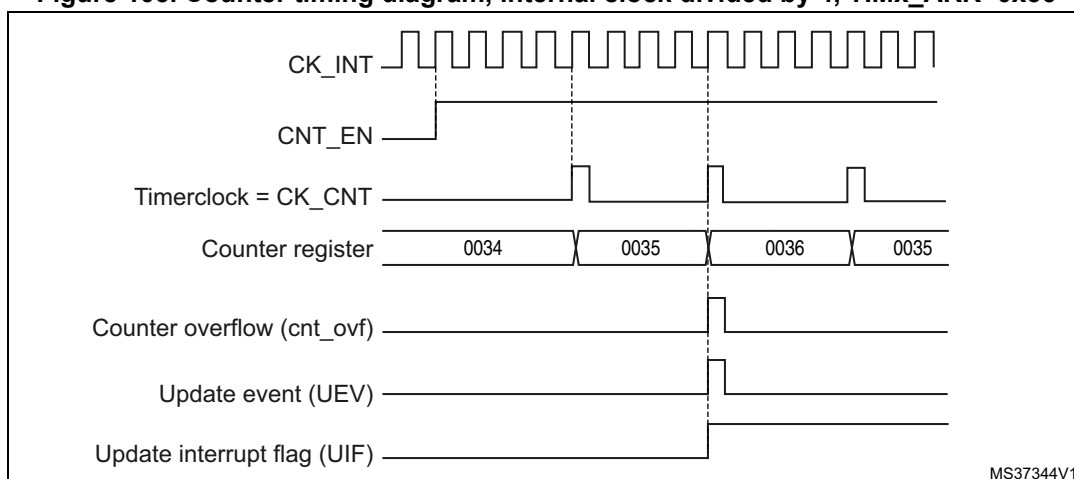 CK_INT
CNT_EN
Timerclock = CK_CNT
Counter register 0034 0035 0036 0035
Counter overflow (cnt_ovf)
Update event (UEV)
Update interrupt flag (UIF)
MS37344V1